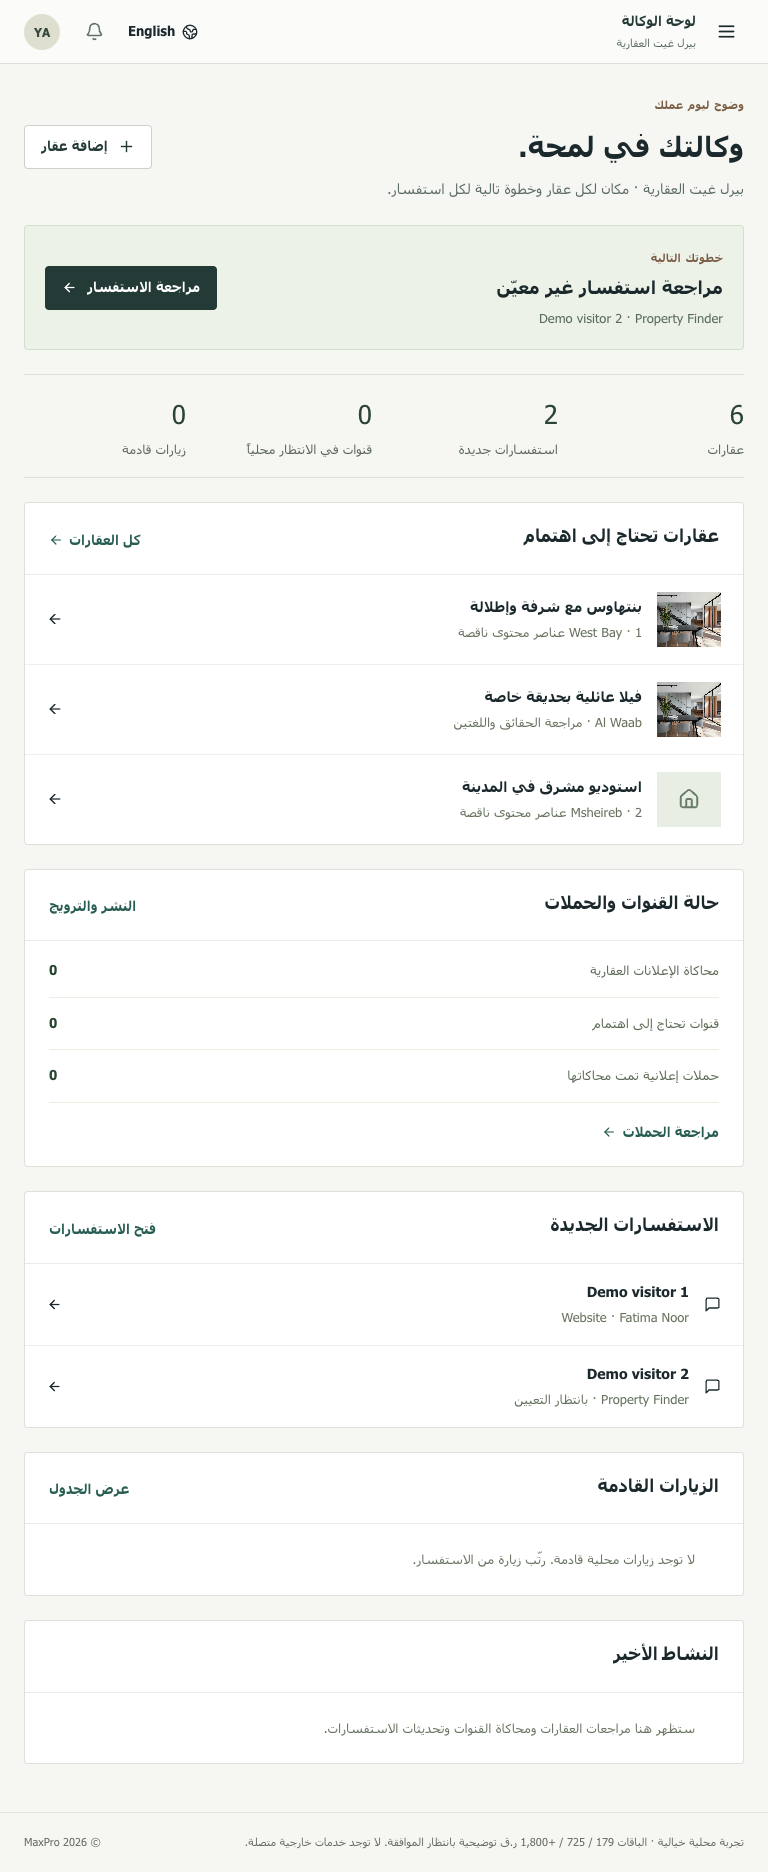 لوحة الوكالة
بيرل غيت العقارية
English
YA
وضوح ليوم عملك
وكالتك في لمحة.
بيرل غيت العقارية · مكان لكل عقار وخطوة تالية لكل استفسار.
إضافة عقار
خطوتك التالية
مراجعة استفسار غير معيّن
Demo visitor 2 · Property Finder
مراجعة الاستفسار
6
عقارات
2
استفسارات جديدة
0
قنوات في الانتظار محلياً
0
زيارات قادمة
عقارات تحتاج إلى اهتمام
كل العقارات
بنتهاوس مع شرفة وإطلالة
West Bay · 1 عناصر محتوى ناقصة
فيلا عائلية بحديقة خاصة
Al Waab · مراجعة الحقائق واللغتين
استوديو مشرق في المدينة
Msheireb · 2 عناصر محتوى ناقصة
حالة القنوات والحملات
النشر والترويج
محاكاة الإعلانات العقارية
0
قنوات تحتاج إلى اهتمام
0
حملات إعلانية تمت محاكاتها
0
مراجعة الحملات
الاستفسارات الجديدة
فتح الاستفسارات
Demo visitor 1
Website · Fatima Noor
Demo visitor 2
Property Finder · بانتظار التعيين
الزيارات القادمة
عرض الجدول
لا توجد زيارات محلية قادمة. رتّب زيارة من الاستفسار.
النشاط الأخير
ستظهر هنا مراجعات العقارات ومحاكاة القنوات وتحديثات الاستفسارات.
تجربة محلية خيالية · الباقات 179 / 725 / +1,800 ر.ق توضيحية بانتظار الموافقة. لا توجد خدمات خارجية متصلة.
© 2026 MaxPro